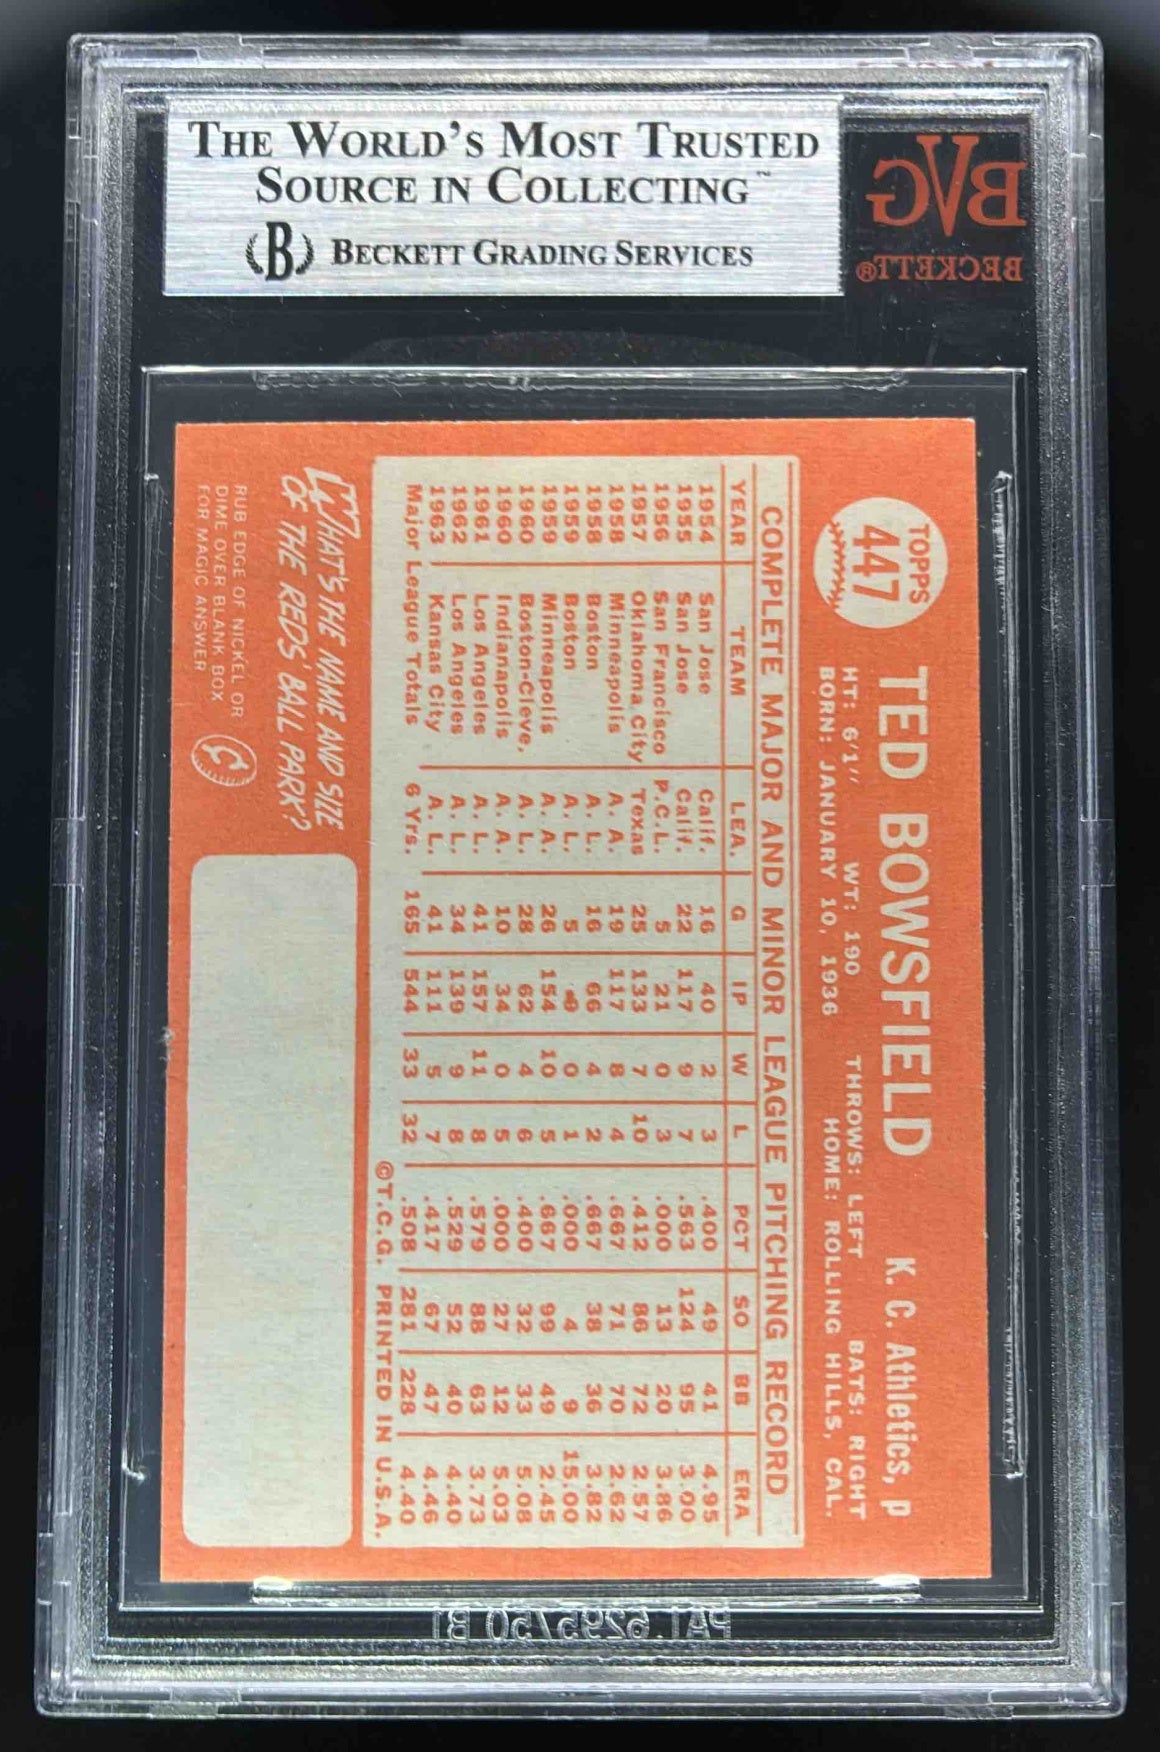 THE WORLD'S MOST TRUSTED
SOURCE IN COLLECTING™
B BECKETT GRADING SERVICES
BVG
BECKETT®
TOPPS
447
TED BOWSFIELD K. C. Athletics, p
HT: 6'1" WT: 190 THROWS: LEFT BATS: RIGHT
BORN: JANUARY 10, 1936 HOME: ROLLING HILLS, CAL.
COMPLETE MAJOR AND MINOR LEAGUE PITCHING RECORD
YEAR TEAM LEA. G IP W L PCT SO BB ERA
1954 San Jose Calif. 16 40 2 3 .400 49 41 4.95
1955 San Jose Calif. 22 117 9 7 .563 124 95 3.00
1956 San Francisco P.C.L. 5 21 0 3 .000 13 20 3.86
1957 Oklahoma City Texas 25 133 7 10 .412 86 72 2.57
1958 Minneapolis A. A. 19 117 8 4 .667 71 70 2.62
1958 Boston A. L. 16 66 4 2 .667 38 36 3.82
1959 Boston A. L. 5 9 0 1 .000 4 9 15.00
1959 Minneapolis A. A. 26 154 10 5 .667 99 49 2.45
1960 Boston-Cleve, A. L. 28 62 4 6 .400 32 33 5.08
1960 Indianapolis A. A. 10 34 0 5 .000 27 12 5.03
1961 Los Angeles A. L. 41 157 11 8 .579 88 63 3.73
1962 Los Angeles A. L. 34 139 9 8 .529 52 40 4.40
1963 Kansas City A. L. 41 111 5 7 .417 67 47 4.46
Major League Totals 6 Yrs. 165 544 33 32 .508 281 228 4.40
©T.C.G. PRINTED IN U.S.A.
WHAT'S THE NAME AND SIZE
OF THE REDS' BALL PARK?
RUB EDGE OF NICKEL OR
DIME OVER BLANK BOX
FOR MAGIC ANSWER
PAT.6295750 B1